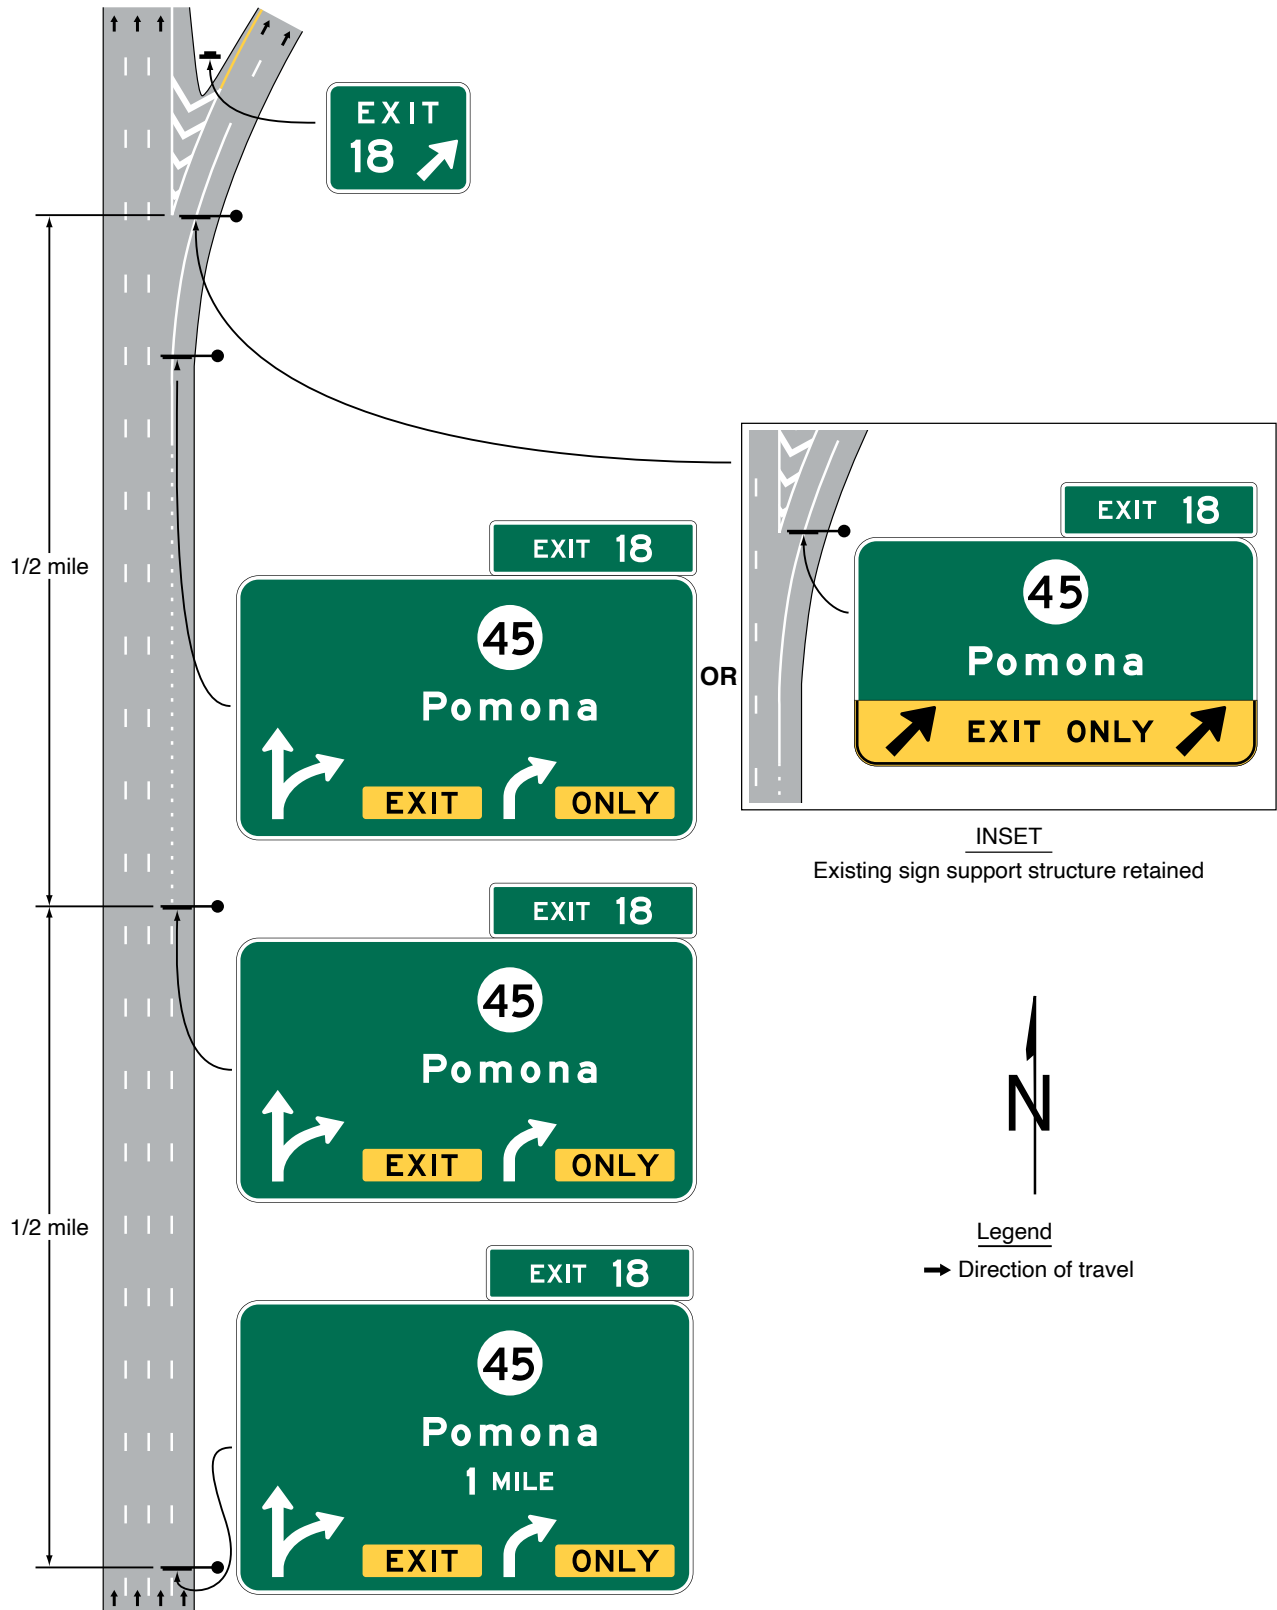 EXIT
18
1/2 mile
EXIT 18
45
Pomona
EXIT ONLY
OR
EXIT 18
45
Pomona
EXIT ONLY
INSET
Existing sign support structure retained
EXIT 18
45
Pomona
EXIT ONLY
N
1/2 mile
Legend
Direction of travel
EXIT 18
45
Pomona
1 MILE
EXIT ONLY